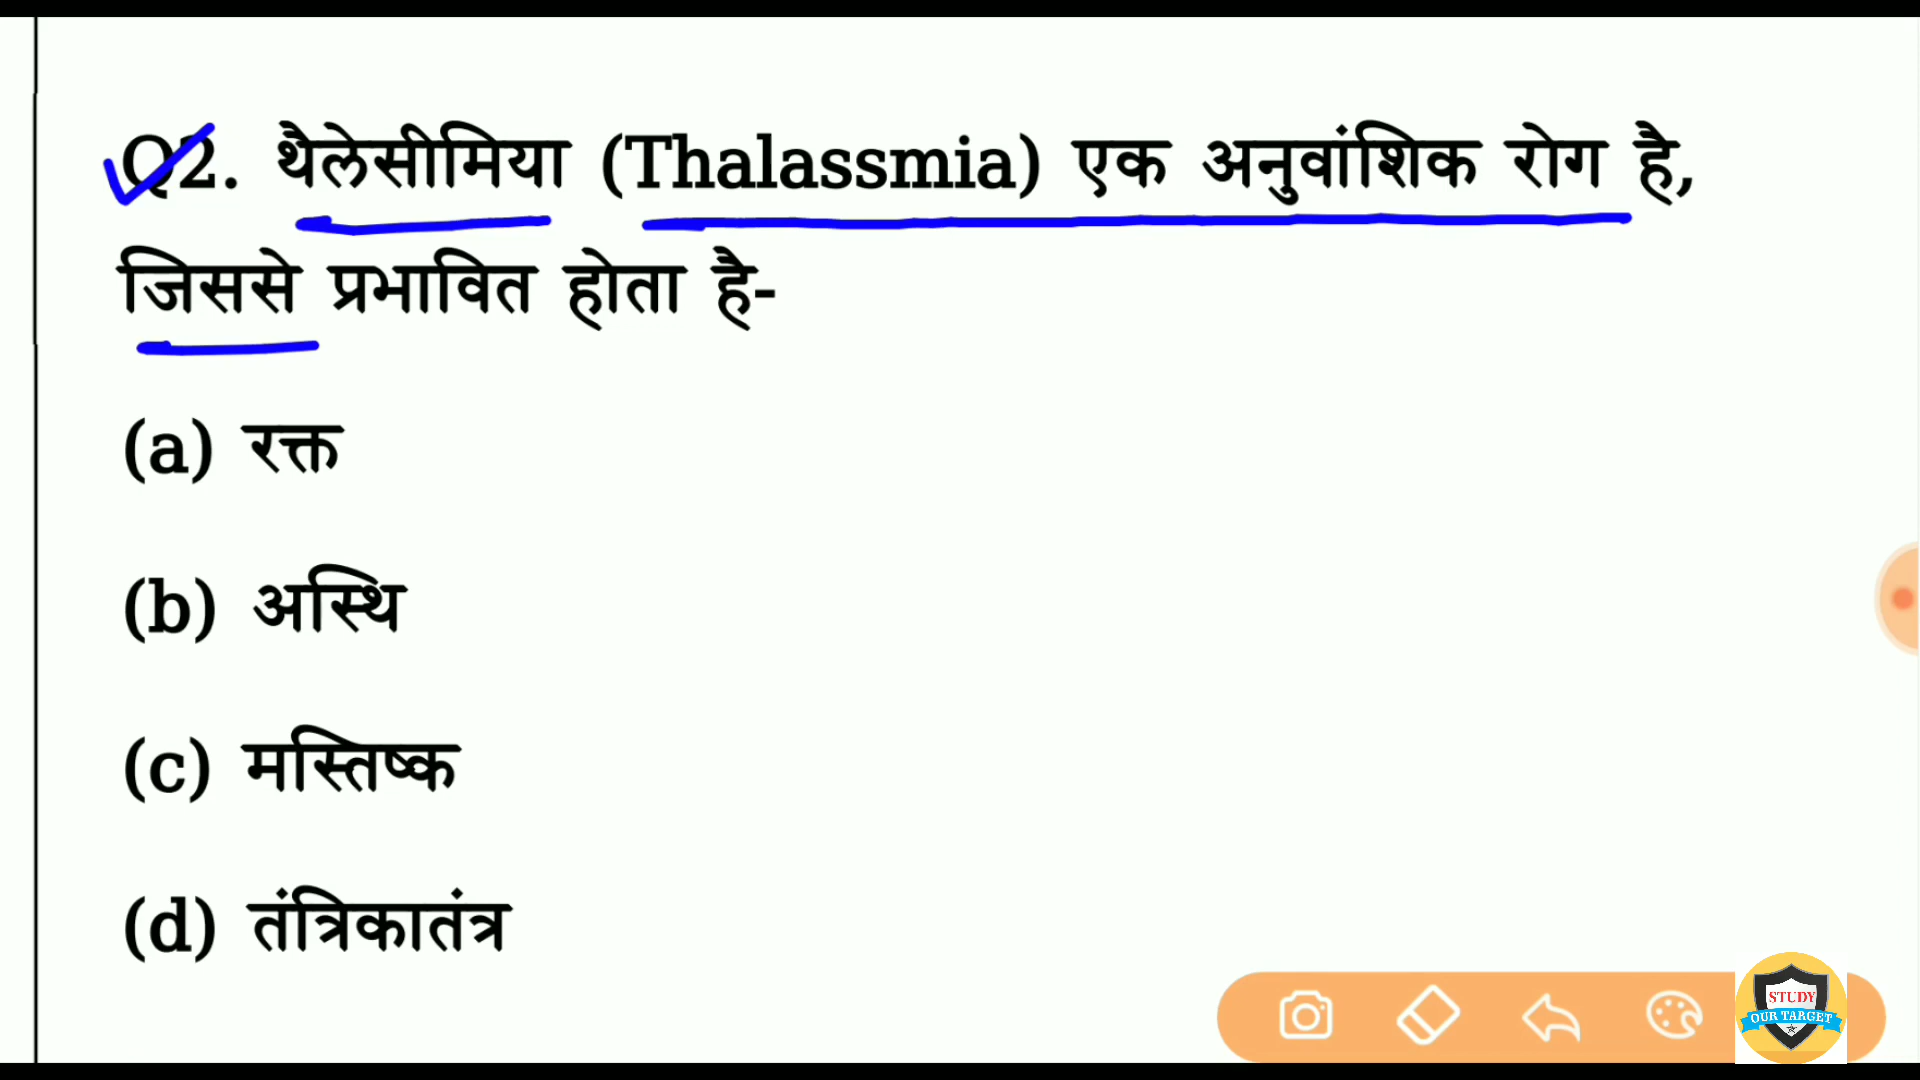 Q2. थैलेसीमिया (Thalassmia) एक अनुवांशिक रोग है,
जिससे प्रभावित होता है-
(a) रक्त
(b) अस्थि
(c) मस्तिष्क
(d) तंत्रिकातंत्र
STUDY
OUR TARGET